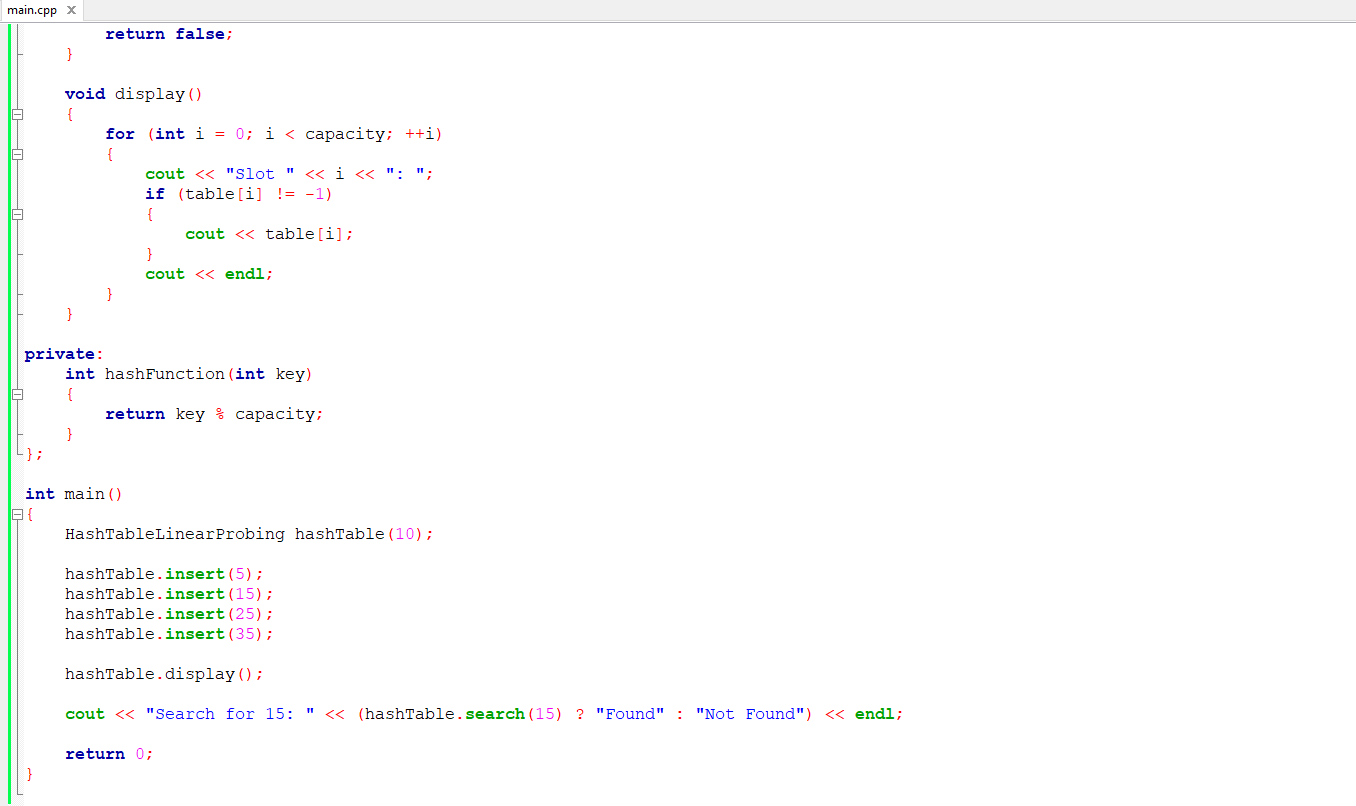 main.cpp X
return false;
}
void display()
{
for (int i = 0; i < capacity; ++i)
{
cout << "Slot " << i << ": ";
if (table[i] != -1)
{
cout << table[i];
}
cout << endl;
}
}
private:
int hashFunction(int key)
{
return key % capacity;
}
};
int main()
{
HashTableLinearProbing hashTable(10);
hashTable.insert(5);
hashTable.insert(15);
hashTable.insert(25);
hashTable.insert(35);
hashTable.display();
cout << "Search for 15: " << (hashTable.search(15) ? "Found" : "Not Found") << endl;
return 0;
}